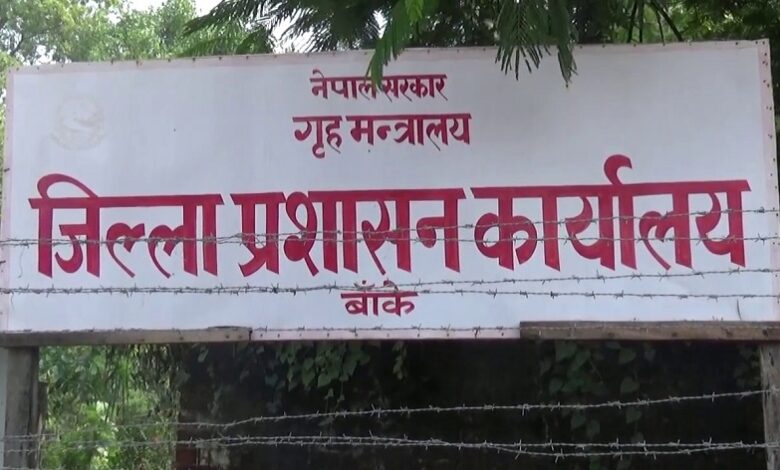 नेपाल सरकार
गृह मन्त्रालय
जिल्ला प्रशासन कार्यालय
बाँके